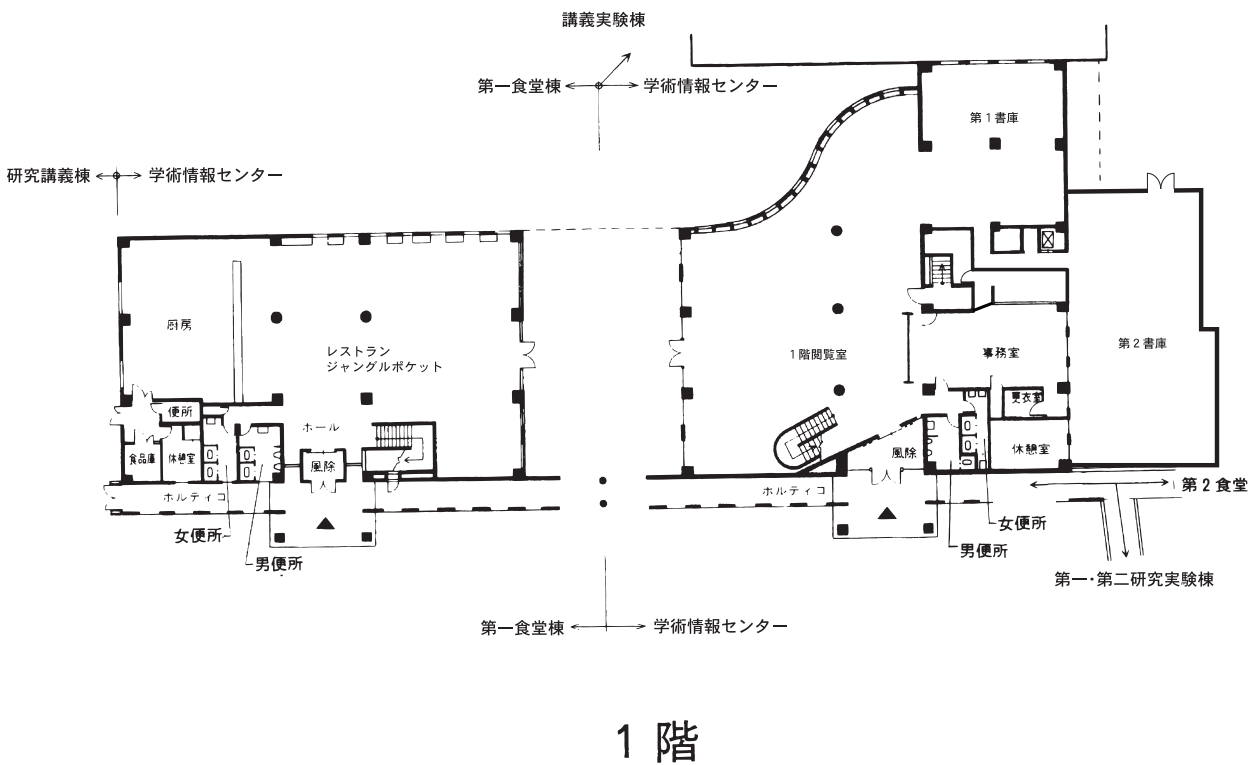 講義実験棟
第一食堂棟 学術情報センター
研究講義棟 学術情報センター
第1書庫
厨房
レストラン
ジャングルポケット
1階閲覧室
事務室
第2書庫
便所
更衣室
ホール
食品庫
休憩室
風除
風除
休憩室
人
人
ホルティコ
ホルティコ
第2食堂
女便所
男便所
女便所
男便所
第一・第二研究実験棟
第一食堂棟 学術情報センター
1階